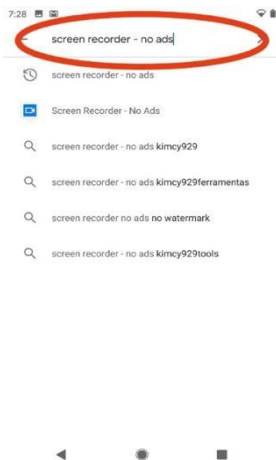 7:28
screen recorder - no ads
screen recorder - no ads
Screen Recorder - No Ads
screen recorder - no ads kimcy929
screen recorder - no ads kimcy929ferramentas
screen recorder no ads no watermark
screen recorder - no ads kimcy929tools